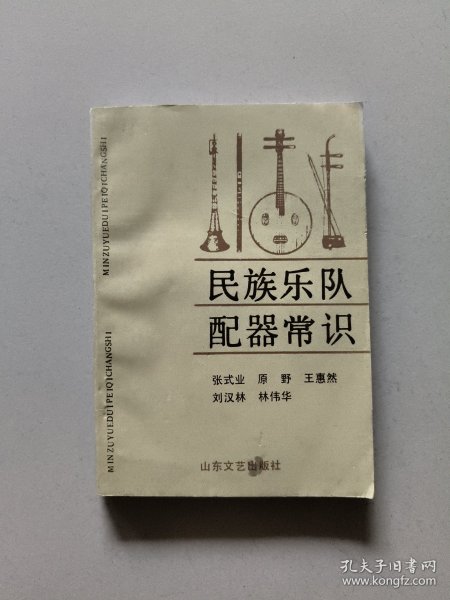 MINZUYUEDUIPEIQICHANGSHI
MINZUYUEDUIPEIQICHANGSHI
民族乐队
配器常识
张式业 原野 王惠然
刘汉林 林伟华
山东文艺出版社
孔夫子旧书网
www.kongfz.com